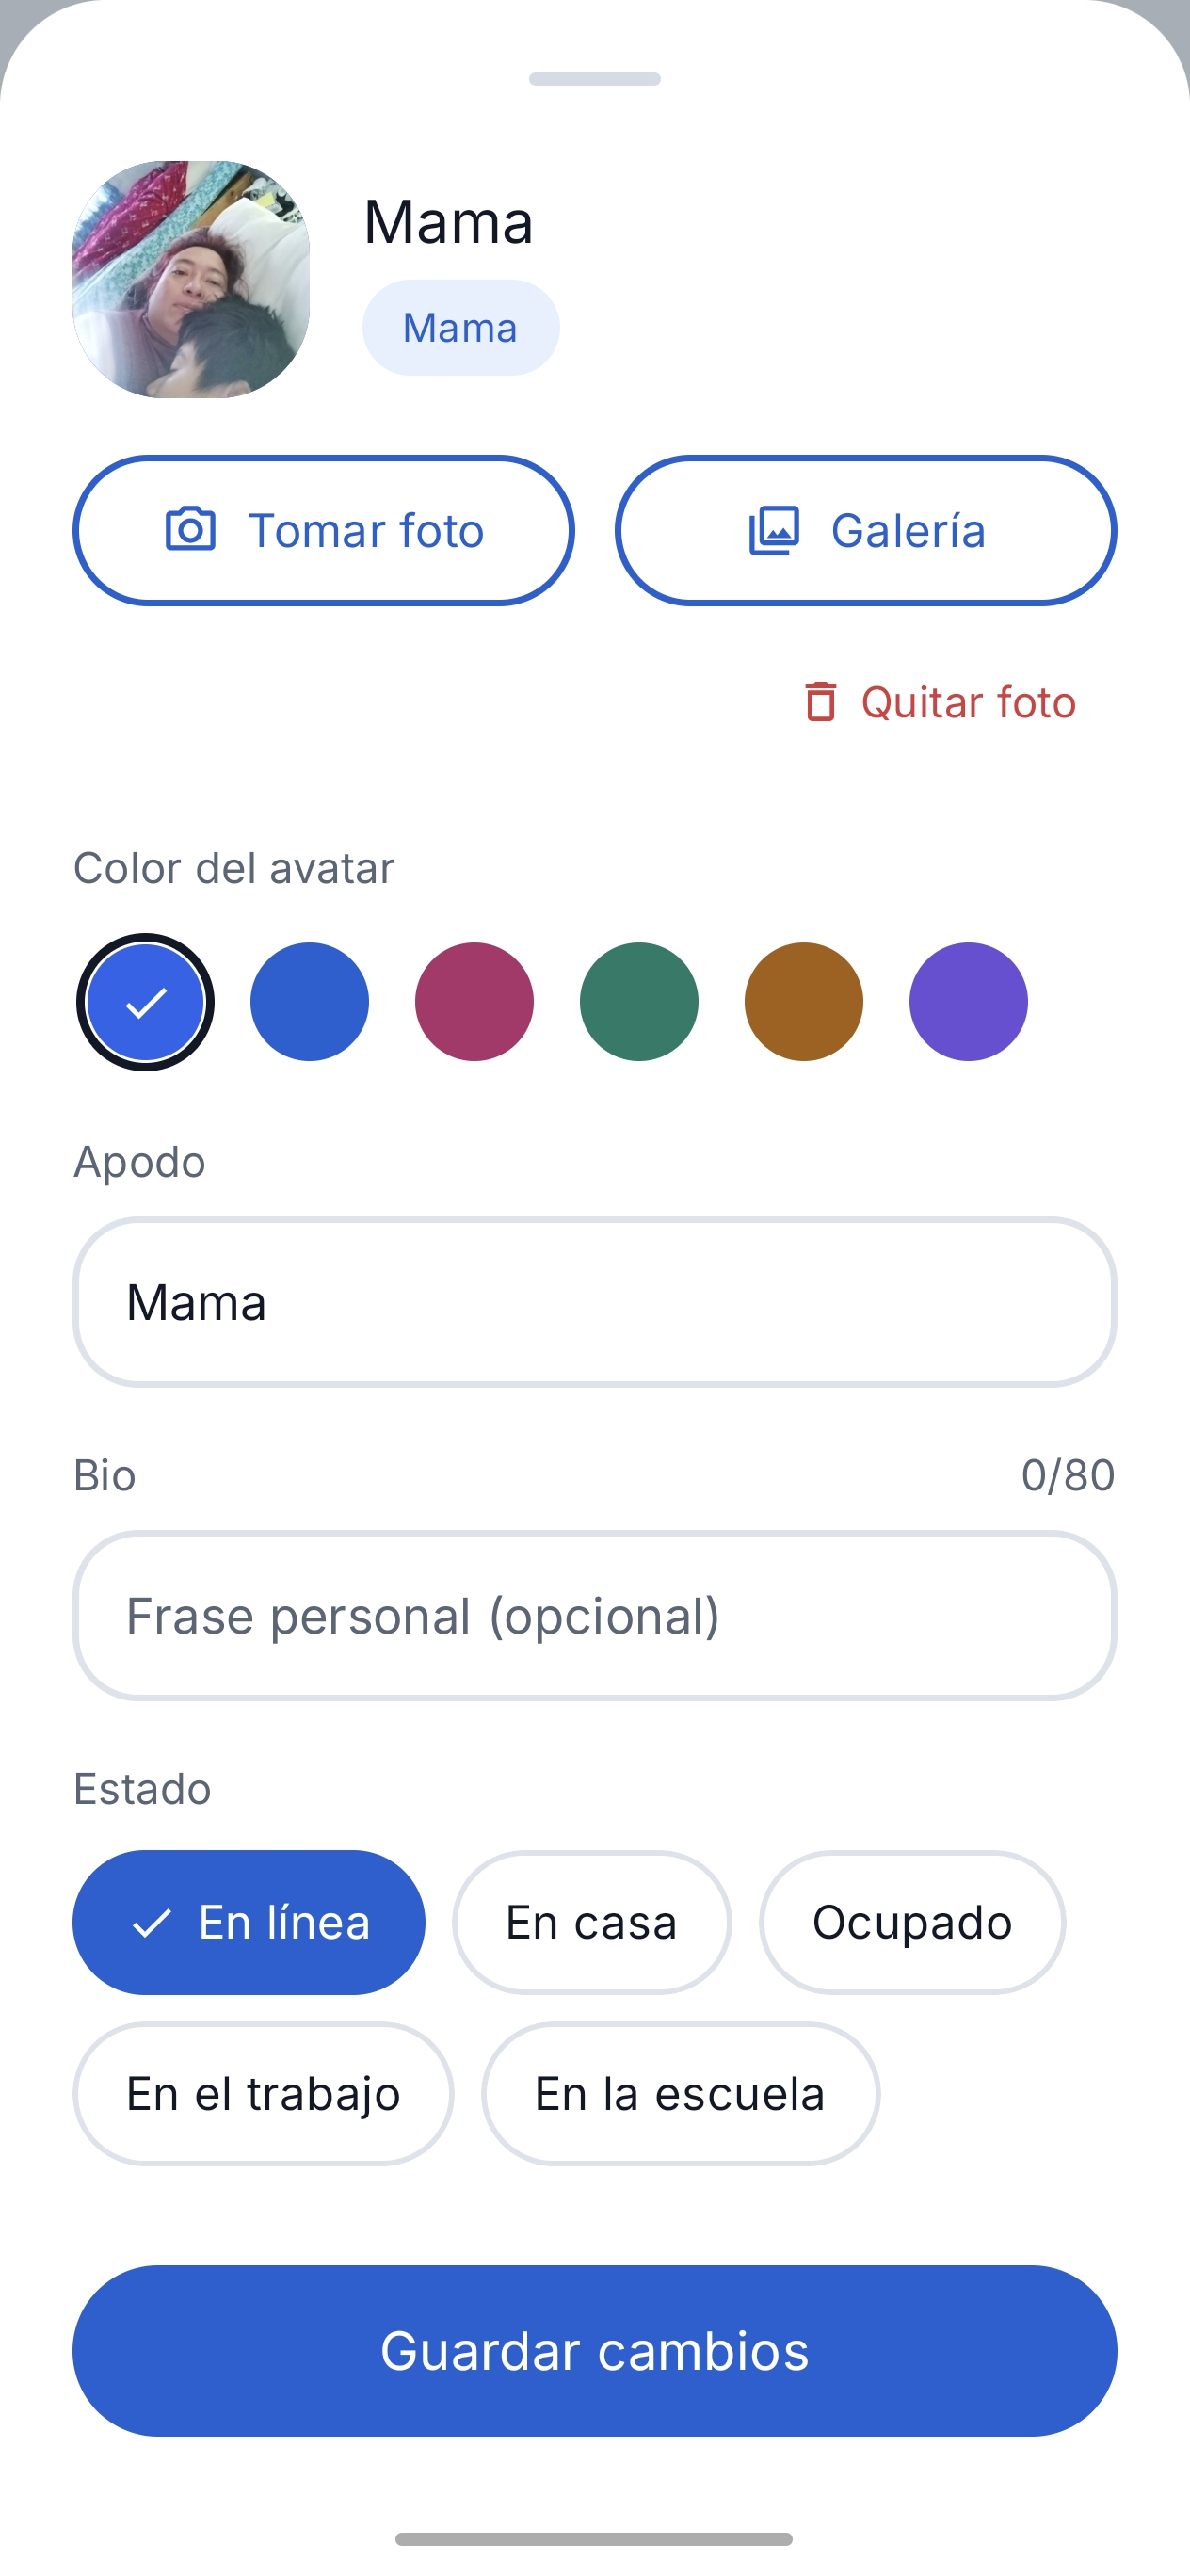 Mama
Mama
Tomar foto
Galería
Quitar foto
Color del avatar
Apodo
Mama
Bio 0/80
Frase personal (opcional)
Estado
En línea En casa Ocupado
En el trabajo En la escuela
Guardar cambios